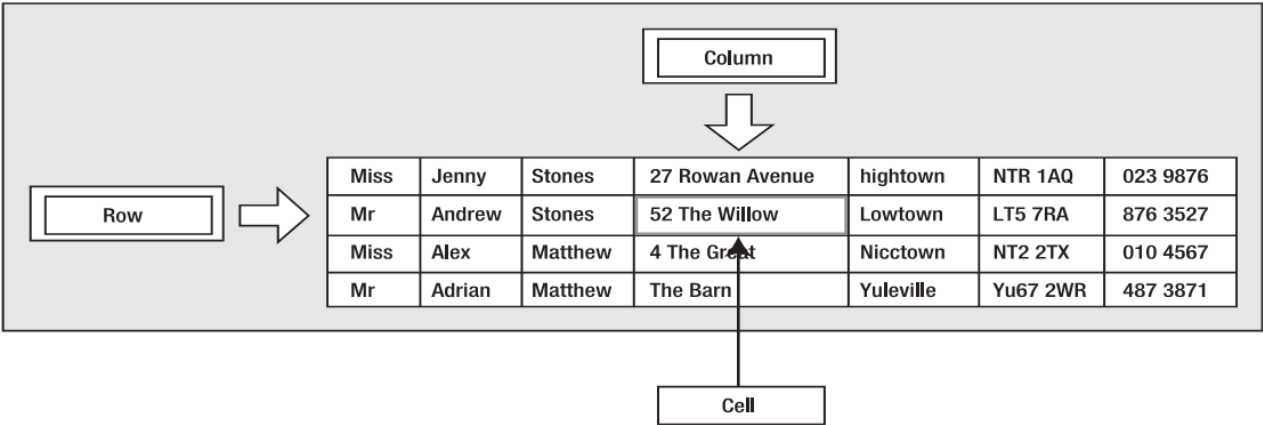 Column
Miss Jenny Stones 27 Rowan Avenue hightown NTR 1AQ 023 9876
Row
Mr Andrew Stones 52 The Willow Lowtown LT5 7RA 876 3527
Miss Alex Matthew 4 The Great Nicctown NT2 2TX 010 4567
Mr Adrian Matthew The Barn Yuleville Yu67 2WR 487 3871
Cell